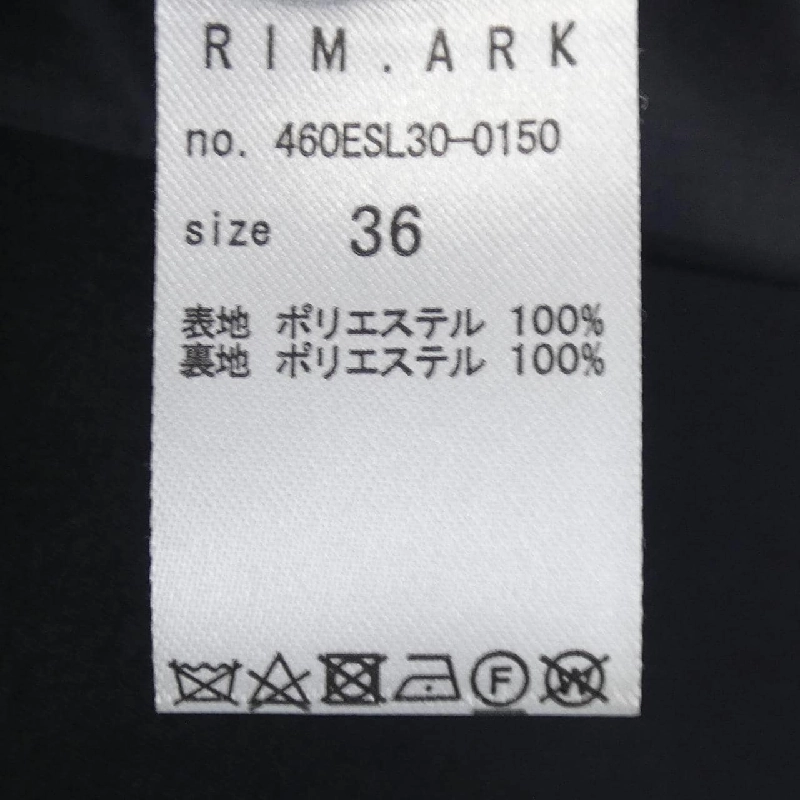 RIM.ARK
no. 460ESL30-0150
size 36
表地 ポリエステル 100%
裏地 ポリエステル 100%
F W